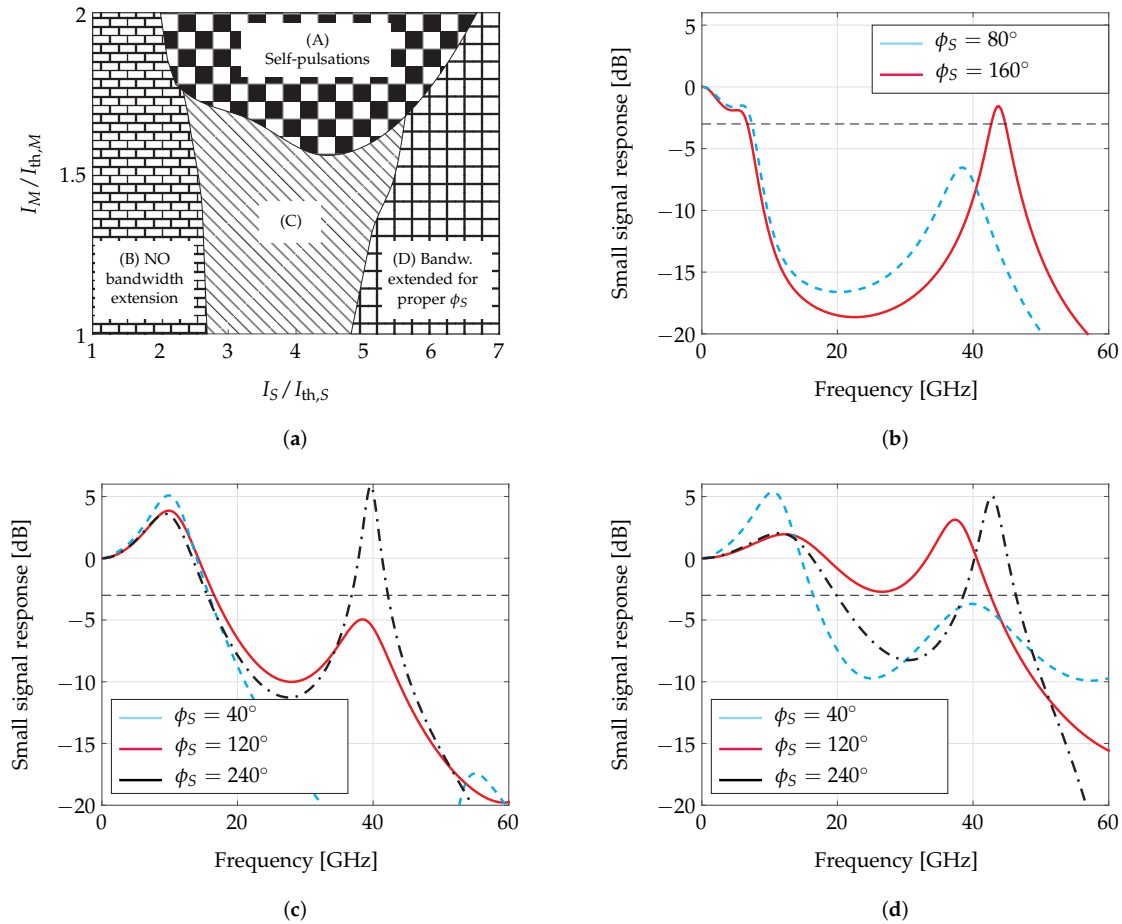 2
1.5
1
I_M / I_th,M
(A)
Self-pulsations
(C)
(B) NO
bandwidth
extension
(D) Bandw.
extended for
proper ϕ_S
1 2 3 4 5 6 7
I_S / I_th,S
(a)
5
0
−5
−10
−15
−20
Small signal response [dB]
ϕ_S = 80°
ϕ_S = 160°
0 20 40 60
Frequency [GHz]
(b)
5
0
−5
−10
−15
−20
Small signal response [dB]
ϕ_S = 40°
ϕ_S = 120°
ϕ_S = 240°
0 20 40 60
Frequency [GHz]
(c)
5
0
−5
−10
−15
−20
Small signal response [dB]
ϕ_S = 40°
ϕ_S = 120°
ϕ_S = 240°
0 20 40 60
Frequency [GHz]
(d)